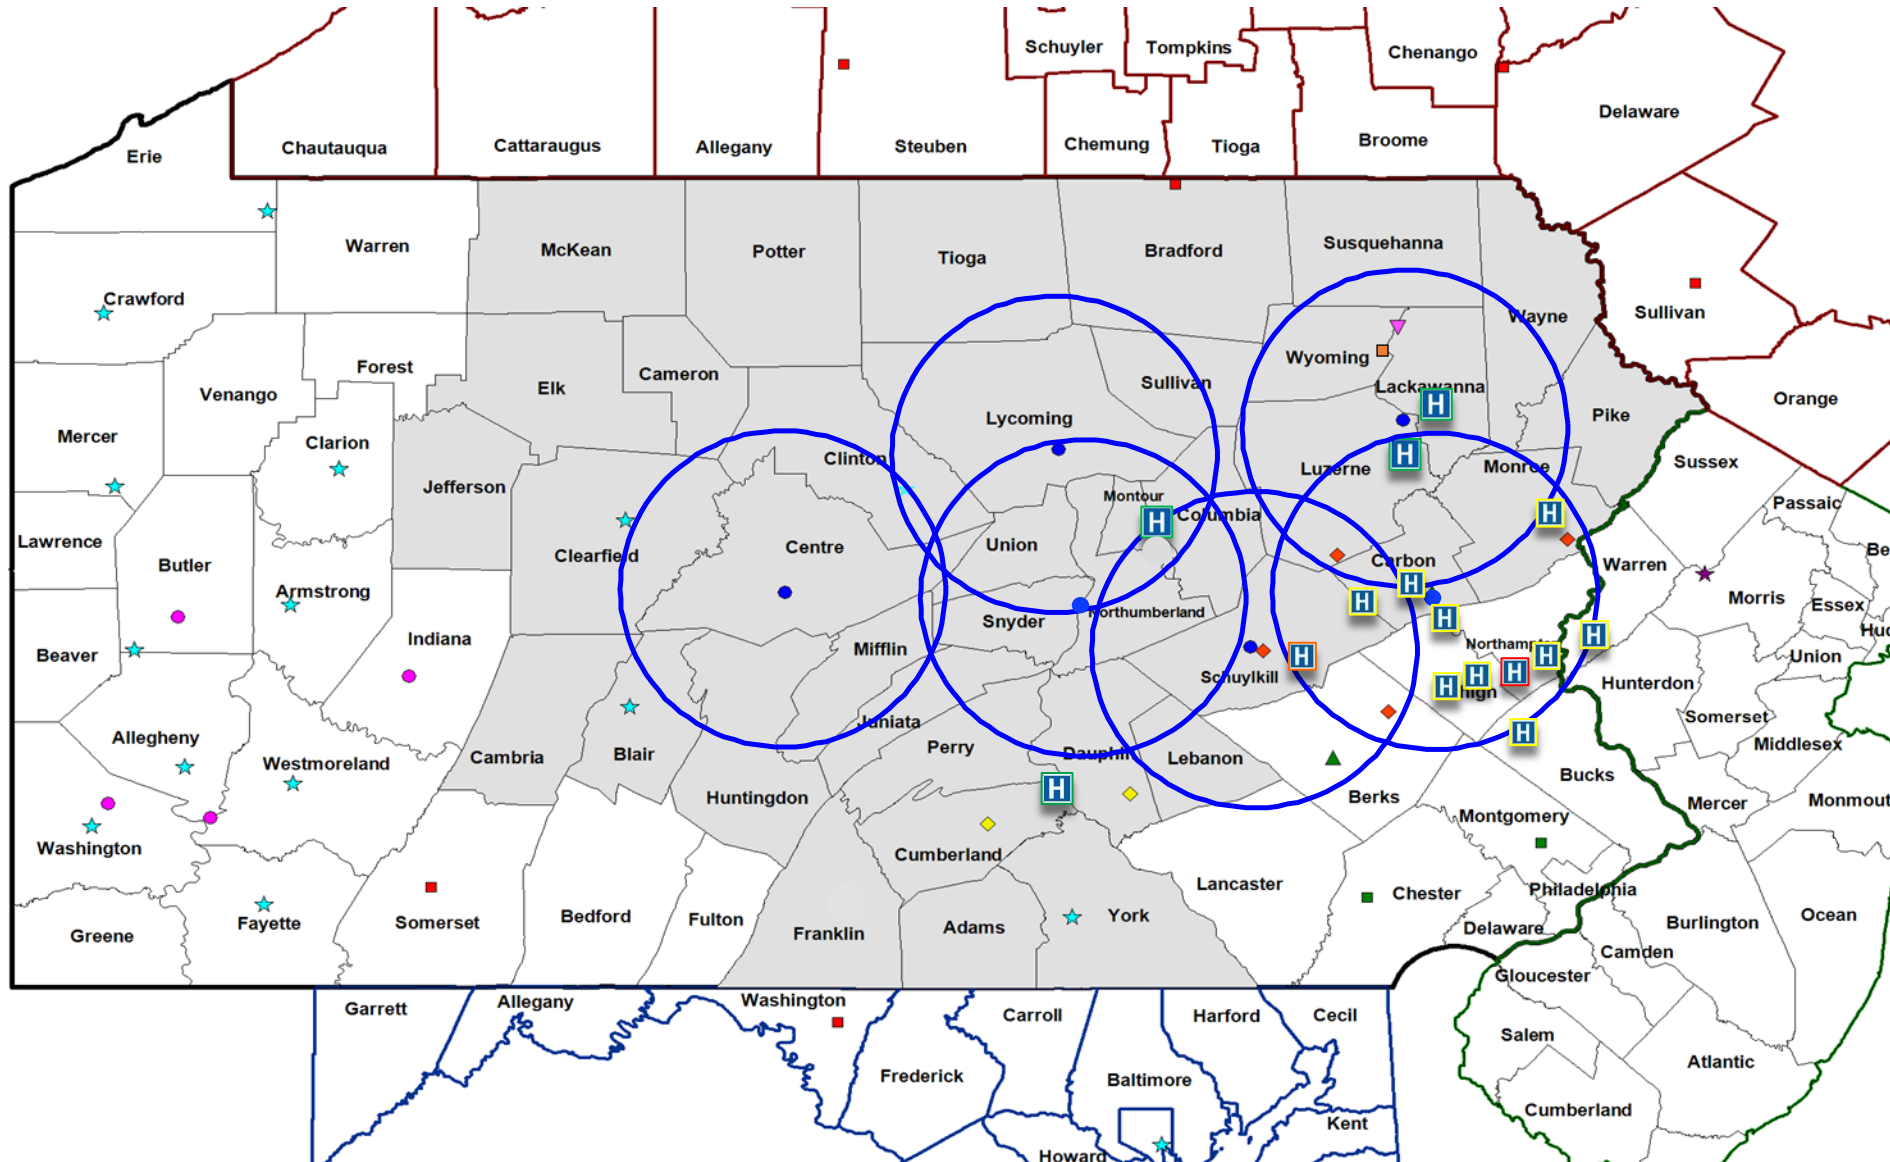 Schuyler
Tompkins
Chenango
Delaware
Erie
Chautauqua
Cattaraugus
Allegany
Steuben
Chemung
Tioga
Broome
Warren
McKean
Potter
Tioga
Bradford
Susquehanna
Crawford
Wayne
Sullivan
Forest
Venango
Elk
Cameron
Sullivan
Wyoming
Lackawanna
Orange
Mercer
Clarion
Lycoming
Pike
H
Jefferson
Clinton
Luzerne
H
Monroe
Sussex
Montour
Passaic
Lawrence
Butler
Clearfield
Centre
Union
H
Columbia
H
Be
Armstrong
Carbon
H
Warren
Morris
Essex
Beaver
Indiana
Mifflin
Snyder
Northumberland
H
H
Northampton
H
Hud
Union
Schuylkill
H
H
H
H
H
high
Hunterdon
Allegheny
Westmoreland
Cambria
Blair
Juniata
Perry
Dauphin
Lebanon
H
Somerset
Middlesex
Huntingdon
H
Berks
Bucks
Mercer
Monmout
Washington
Cumberland
Montgomery
Greene
Fayette
Somerset
Bedford
Fulton
Franklin
Adams
York
Lancaster
Chester
Philadelphia
Delaware
Burlington
Ocean
Camden
Gloucester
Garrett
Allegany
Washington
Carroll
Harford
Cecil
Salem
Frederick
Baltimore
Atlantic
Kent
Cumberland
Howard